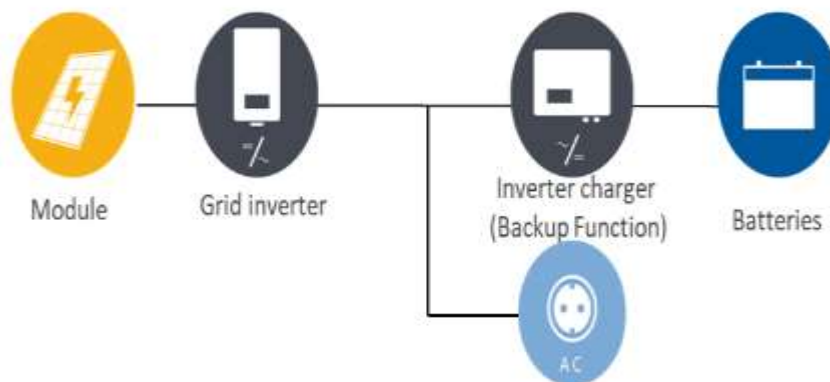 Module
Grid inverter
Inverter charger
(Backup Function)
Batteries
AC